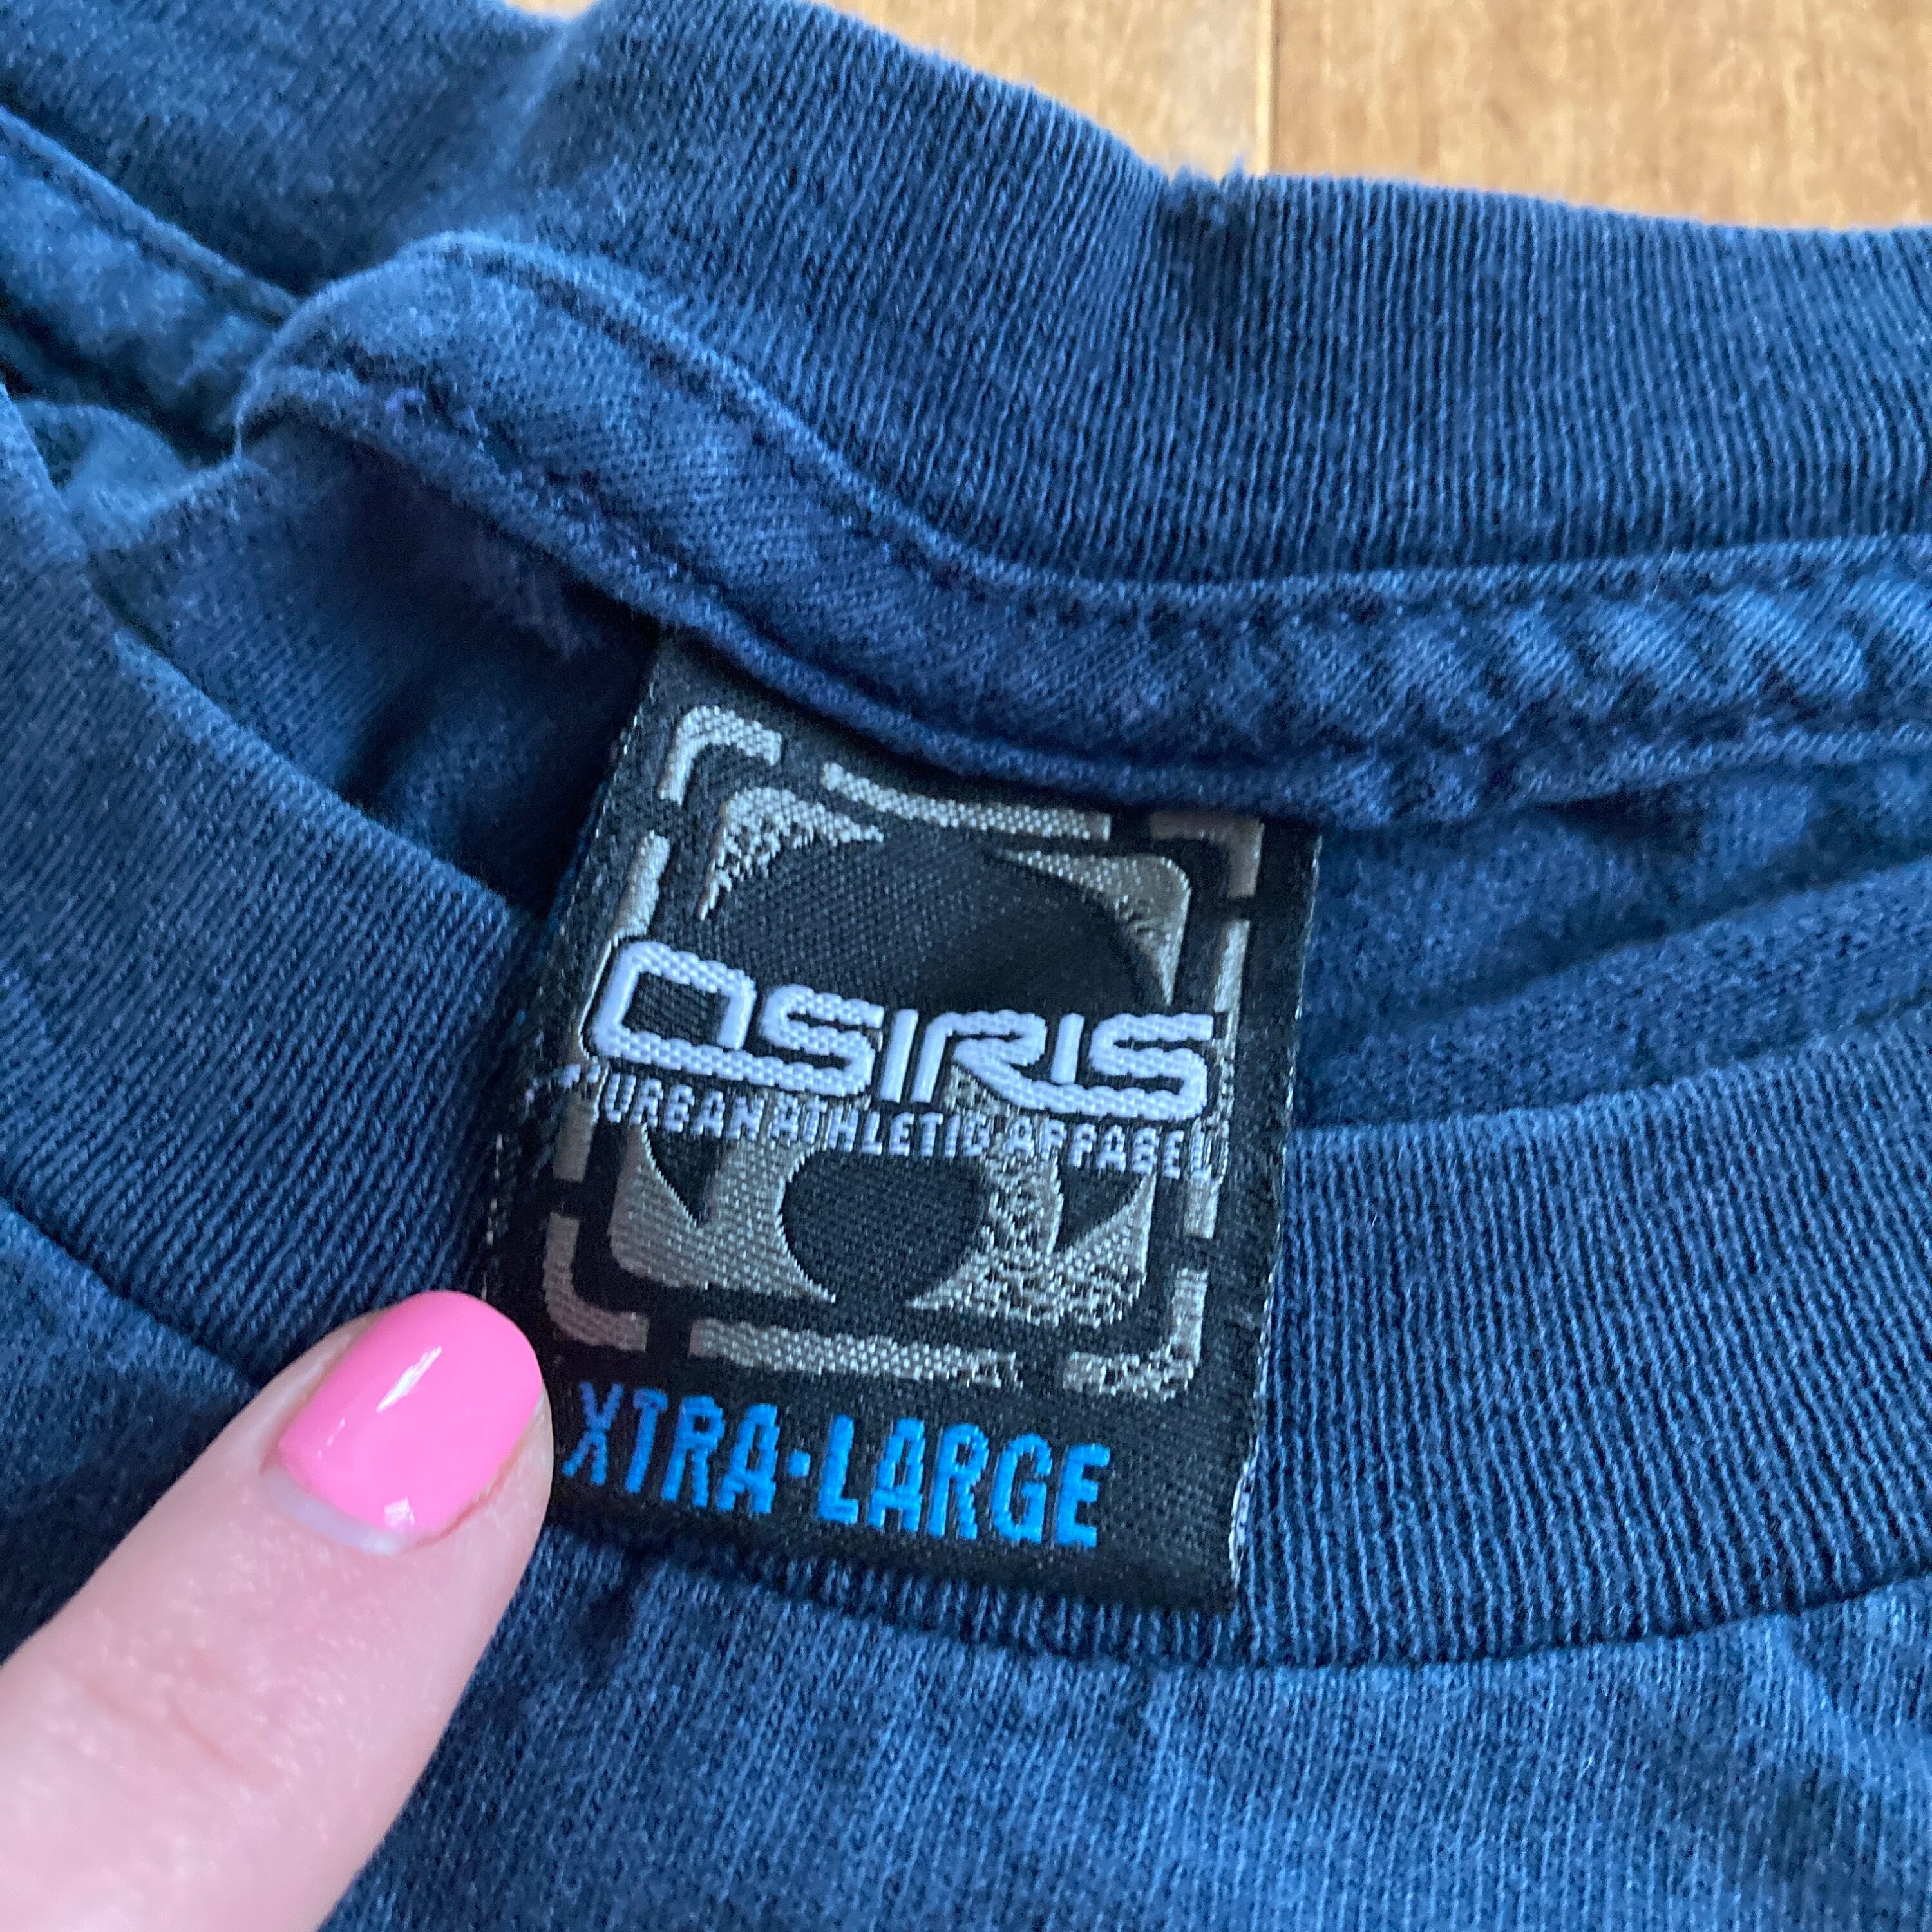 OSIRIS
URBAN ATHLETIC APPAREL
XTRA•LARGE